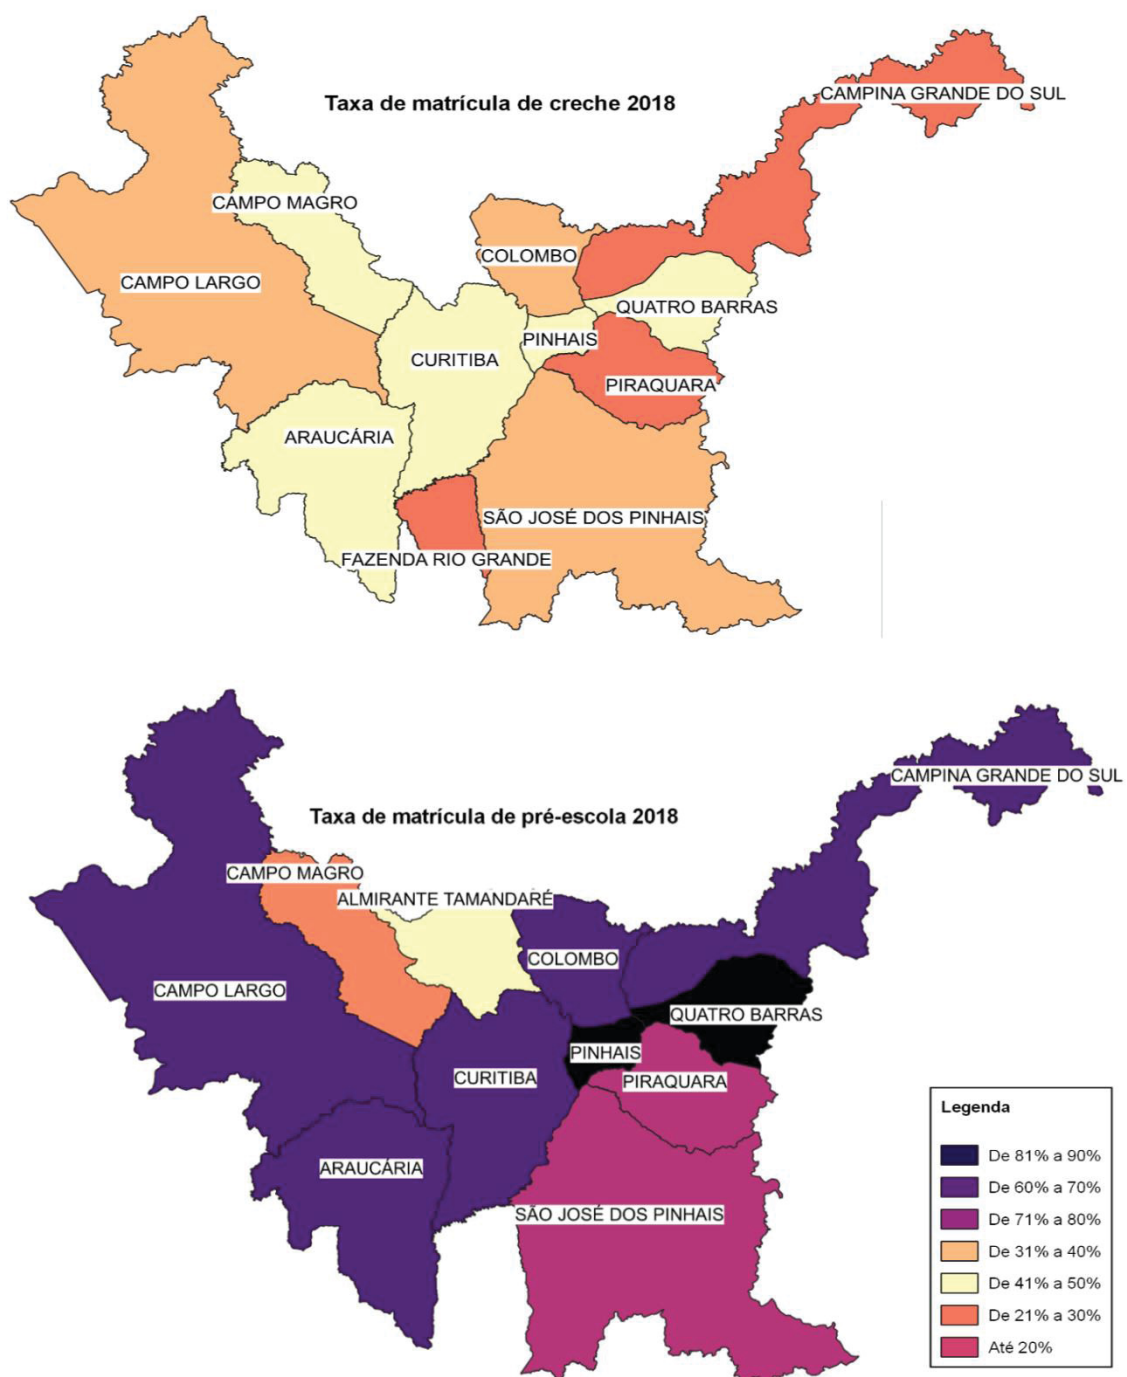 Taxa de matrícula de creche 2018
CAMPINA GRANDE DO SUL
CAMPO MAGRO
COLOMBO
CAMPO LARGO
QUATRO BARRAS
PINHAIS
CURITIBA
PIRAQUARA
ARAUCÁRIA
SÃO JOSÉ DOS PINHAIS
FAZENDA RIO GRANDE
Taxa de matrícula de pré-escola 2018
CAMPINA GRANDE DO SUL
CAMPO MAGRO
ALMIRANTE TAMANDARÉ
COLOMBO
CAMPO LARGO
QUATRO BARRAS
PINHAIS
CURITIBA
PIRAQUARA
ARAUCÁRIA
SÃO JOSÉ DOS PINHAIS
Legenda
De 81% a 90%
De 60% a 70%
De 71% a 80%
De 31% a 40%
De 41% a 50%
De 21% a 30%
Até 20%